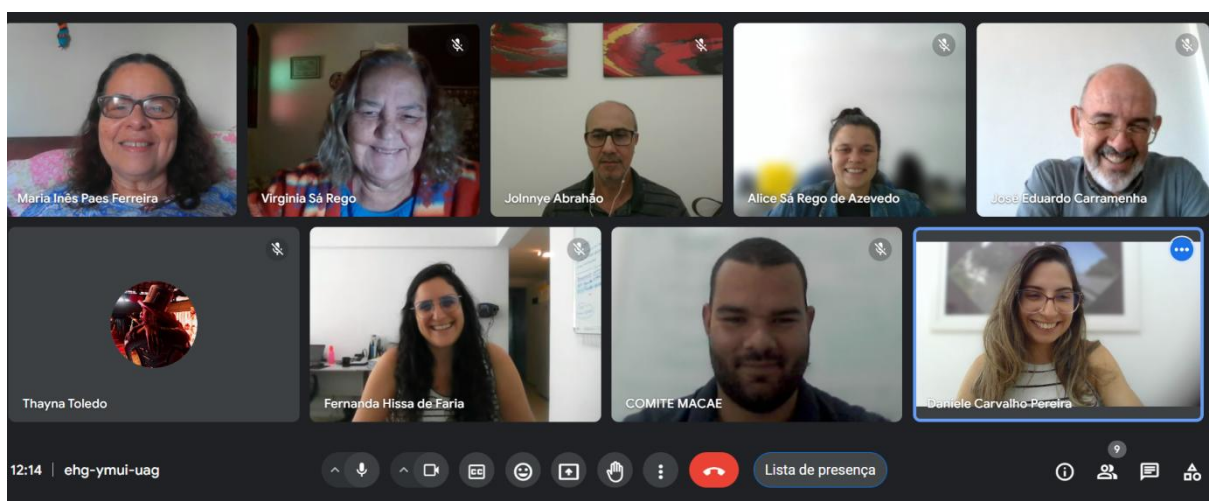 Maria Inês Paes Ferreira
Virginia Sá Rego
Jolnnye Abrahão
Alice Sá Rego de Azevedo
José Eduardo Carramenha
Thayna Toledo
Fernanda Hissa de Faria
COMITE MACAE
Daniele Carvalho Pereira
12:14 | ehg-ymui-uag
CC
Lista de presença
9